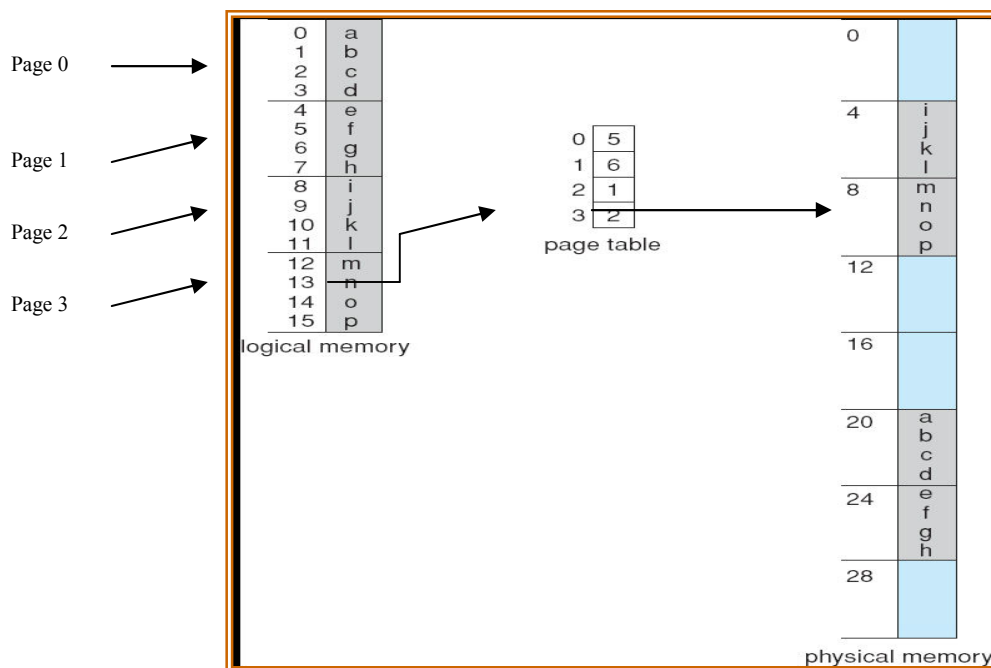 Page 0
Page 1
Page 2
Page 3
0 a
1 b
2 c
3 d
4 e
5 f
6 g
7 h
8 i
9 j
10 k
11 l
12 m
13 n
14 o
15 p
logical memory
0 5
1 6
2 1
3 2
page table
0
4 i
j
k
l
8 m
n
o
p
12
16
20 a
b
c
d
24 e
f
g
h
28
physical memory